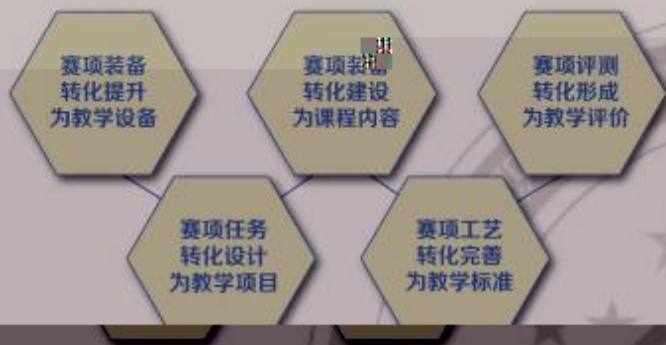 赛项装备
转化提升
为教学设备
赛项装
转化建设
为课程内容
赛项评测
转化形成
为教学评价
赛项任务
转化设计
为教学项目
赛项工艺
转化完善
为教学标准